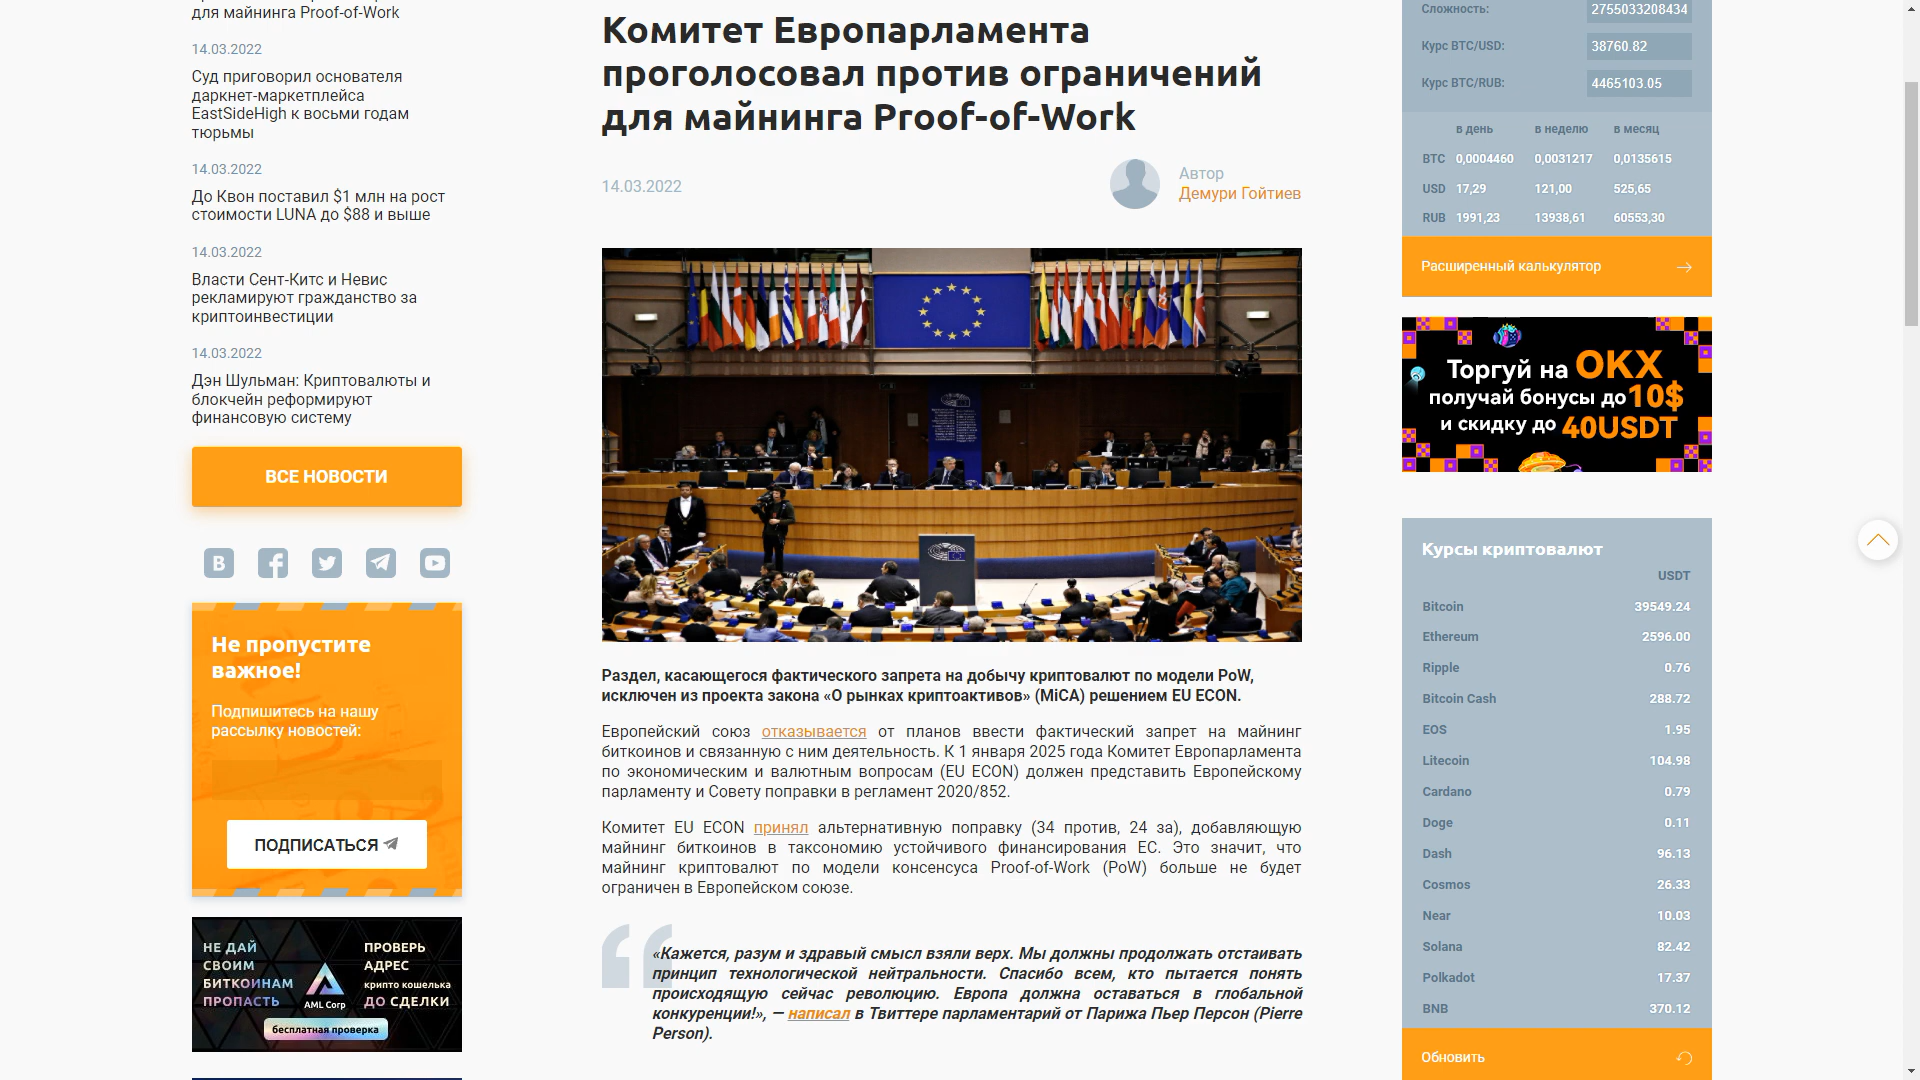 для майнинга Proof-of-Work
14.03.2022
Суд приговорил основателя
даркнет-маркетплейса
EastSideHigh к восьми годам
тюрьмы
14.03.2022
До Квон поставил $1 млн на рост
стоимости LUNA до $88 и выше
14.03.2022
Власти Сент-Китс и Невис
рекламируют гражданство за
криптоинвестиции
14.03.2022
Дэн Шульман: Криптовалюты и
блокчейн реформируют
финансовую систему
ВСЕ НОВОСТИ
Не пропустите
важное!
Подпишитесь на нашу
рассылку новостей:
ПОДПИСАТЬСЯ
НЕ ДАЙ
СВОИМ
БИТКОИНАМ
ПРОПАСТЬ
AML Corp
ПРОВЕРЬ
АДРЕС
крипто кошелька
ДО СДЕЛКИ
бесплатная проверка
Комитет Европарламента
проголосовал против ограничений
для майнинга Proof-of-Work
14.03.2022
Автор
Демури Гойтиев
Раздел, касающегося фактического запрета на добычу криптовалют по модели PoW,
исключен из проекта закона «О рынках криптоактивов» (MiCA) решением EU ECON.
Европейский союз отказывается от планов ввести фактический запрет на майнинг
биткоинов и связанную с ним деятельность. К 1 января 2025 года Комитет Европарламента
по экономическим и валютным вопросам (EU ECON) должен представить Европейскому
парламенту и Совету поправки в регламент 2020/852.
Комитет EU ECON принял альтернативную поправку (34 против, 24 за), добавляющую
майнинг биткоинов в таксономию устойчивого финансирования ЕС. Это значит, что
майнинг криптовалют по модели консенсуса Proof-of-Work (PoW) больше не будет
ограничен в Европейском союзе.
«Кажется, разум и здравый смысл взяли верх. Мы должны продолжать отстаивать
принцип технологической нейтральности. Спасибо всем, кто пытается понять
происходящую сейчас революцию. Европа должна оставаться в глобальной
конкуренции!», — написал в Твиттере парламентарий от Парижа Пьер Персон (Pierre
Person).
Сложность: 2755033208434
Курс BTC/USD: 38760.82
Курс BTC/RUB: 4465103.05
в день в неделю в месяц
BTC 0,0004460 0,0031217 0,0135615
USD 17,29 121,00 525,65
RUB 1991,23 13938,61 60553,30
Расширенный калькулятор
Торгуй на OKX
получай бонусы до 10$
и скидку до 40USDT
Курсы криптовалют
USDT
Bitcoin 39549.24
Ethereum 2596.00
Ripple 0.76
Bitcoin Cash 288.72
EOS 1.95
Litecoin 104.98
Cardano 0.79
Doge 0.11
Dash 96.13
Cosmos 26.33
Near 10.03
Solana 82.42
Polkadot 17.37
BNB 370.12
Обновить